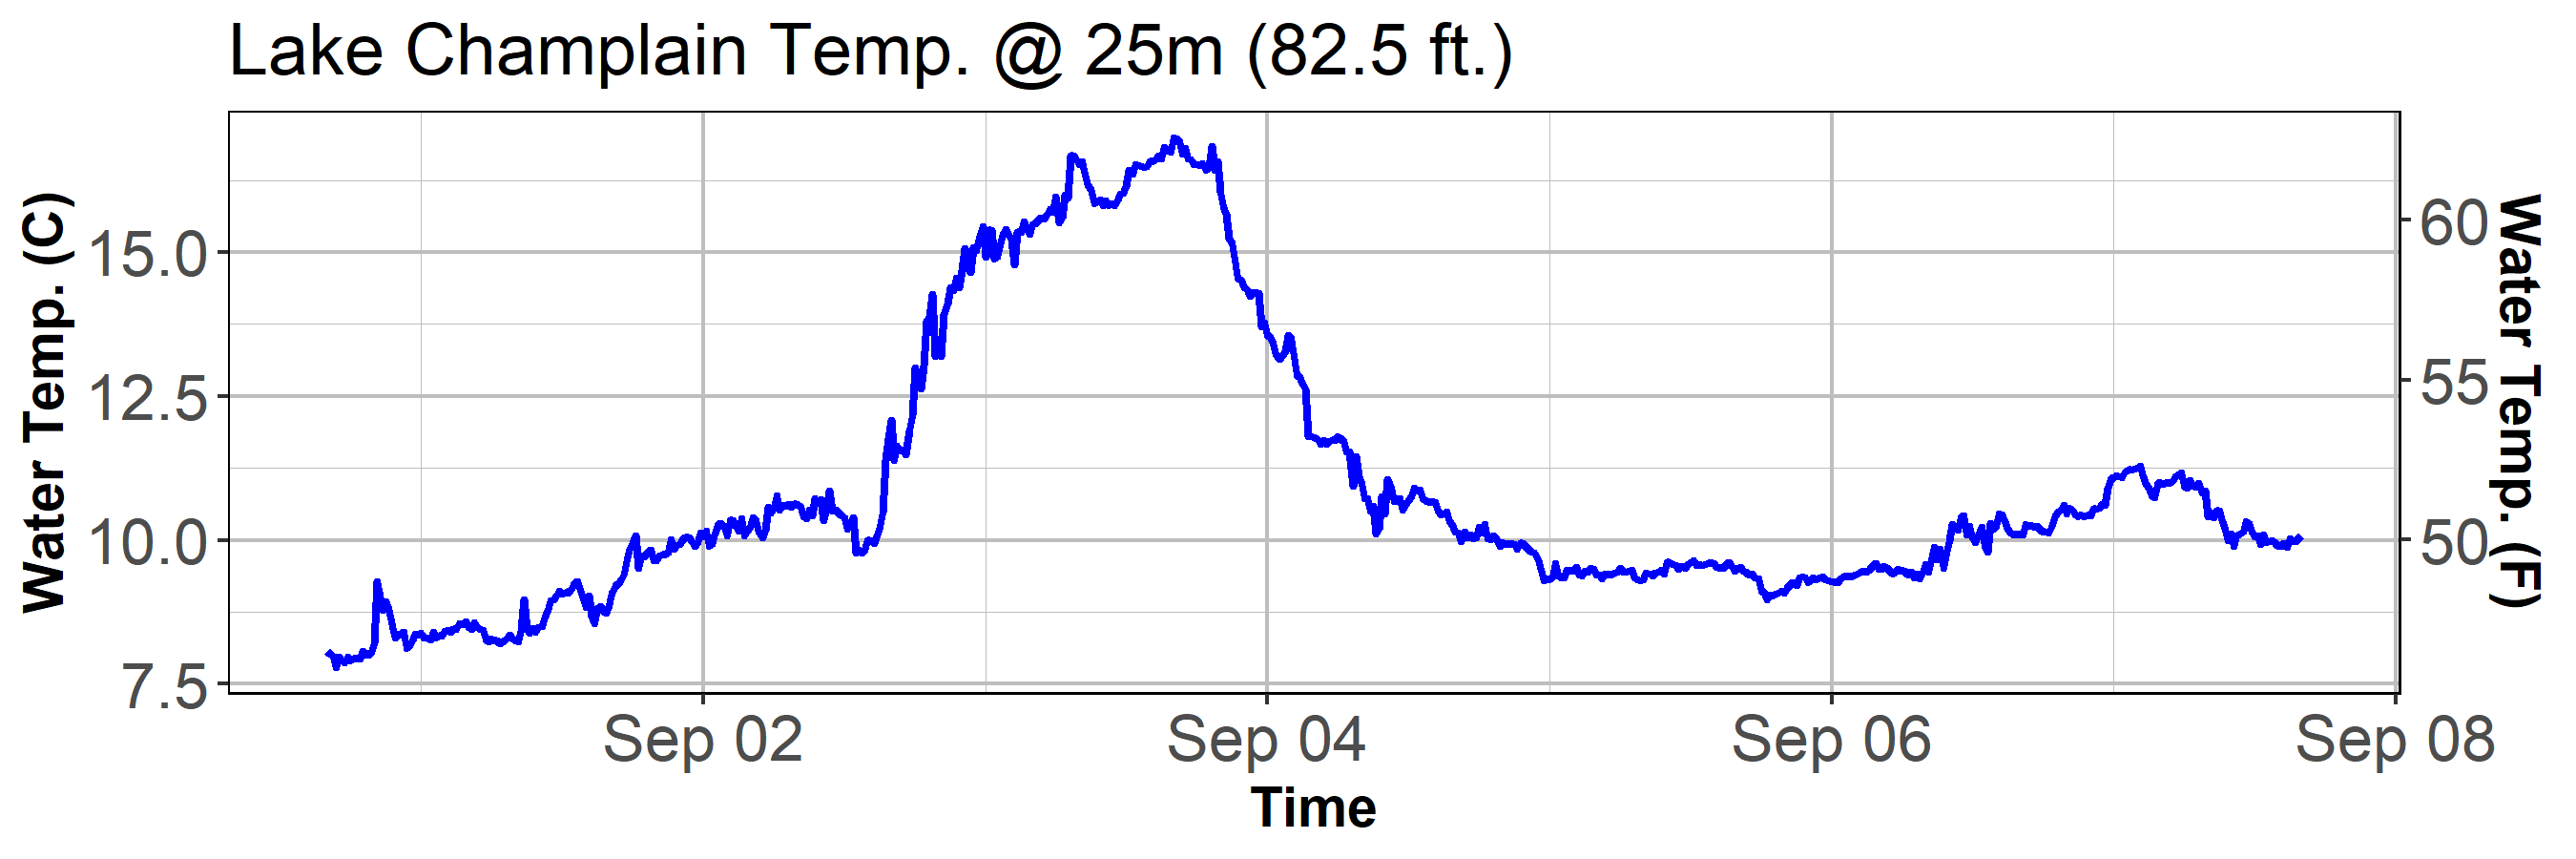 Lake Champlain Temp. @ 25m (82.5 ft.)
Water Temp. (C)
15.0
12.5
10.0
7.5
60
55
50
Water Temp. (F)
Sep 02
Sep 04
Sep 06
Sep 08
Time